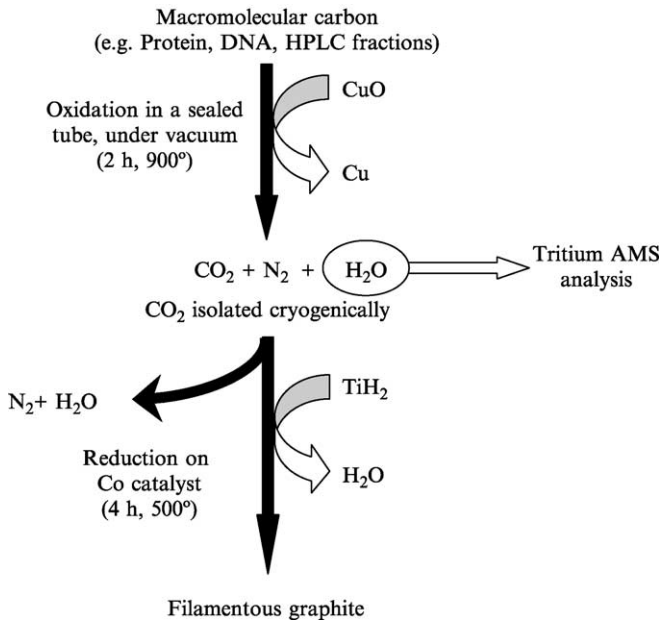 Macromolecular carbon
(e.g. Protein, DNA, HPLC fractions)
Oxidation in a sealed
tube, under vacuum
(2 h, 900º)
CuO
Cu
CO₂ + N₂ + H₂O
Tritium AMS
analysis
CO₂ isolated cryogenically
N₂+ H₂O
TiH₂
H₂O
Reduction on
Co catalyst
(4 h, 500º)
Filamentous graphite